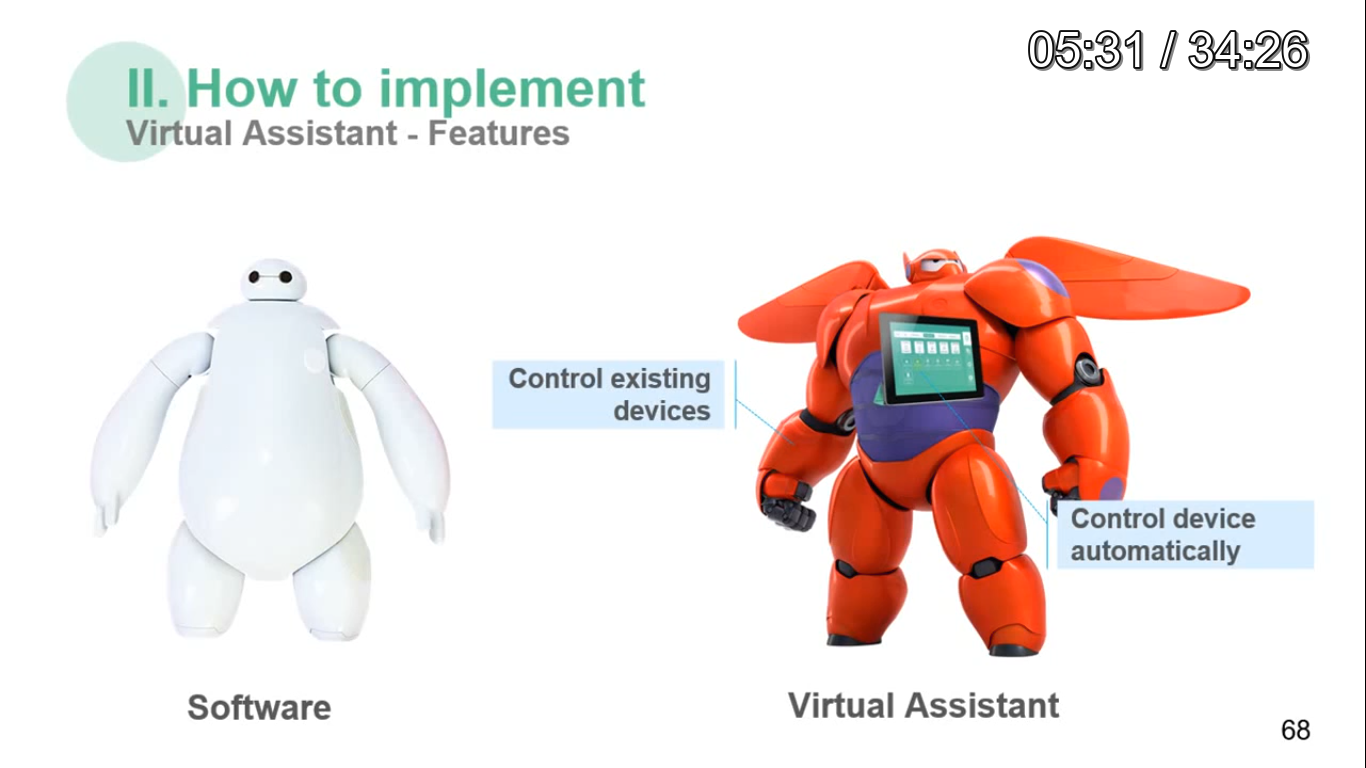 05:31 / 34:26
II. How to implement
Virtual Assistant - Features
Control existing
devices
Control device
automatically
Software
Virtual Assistant
68